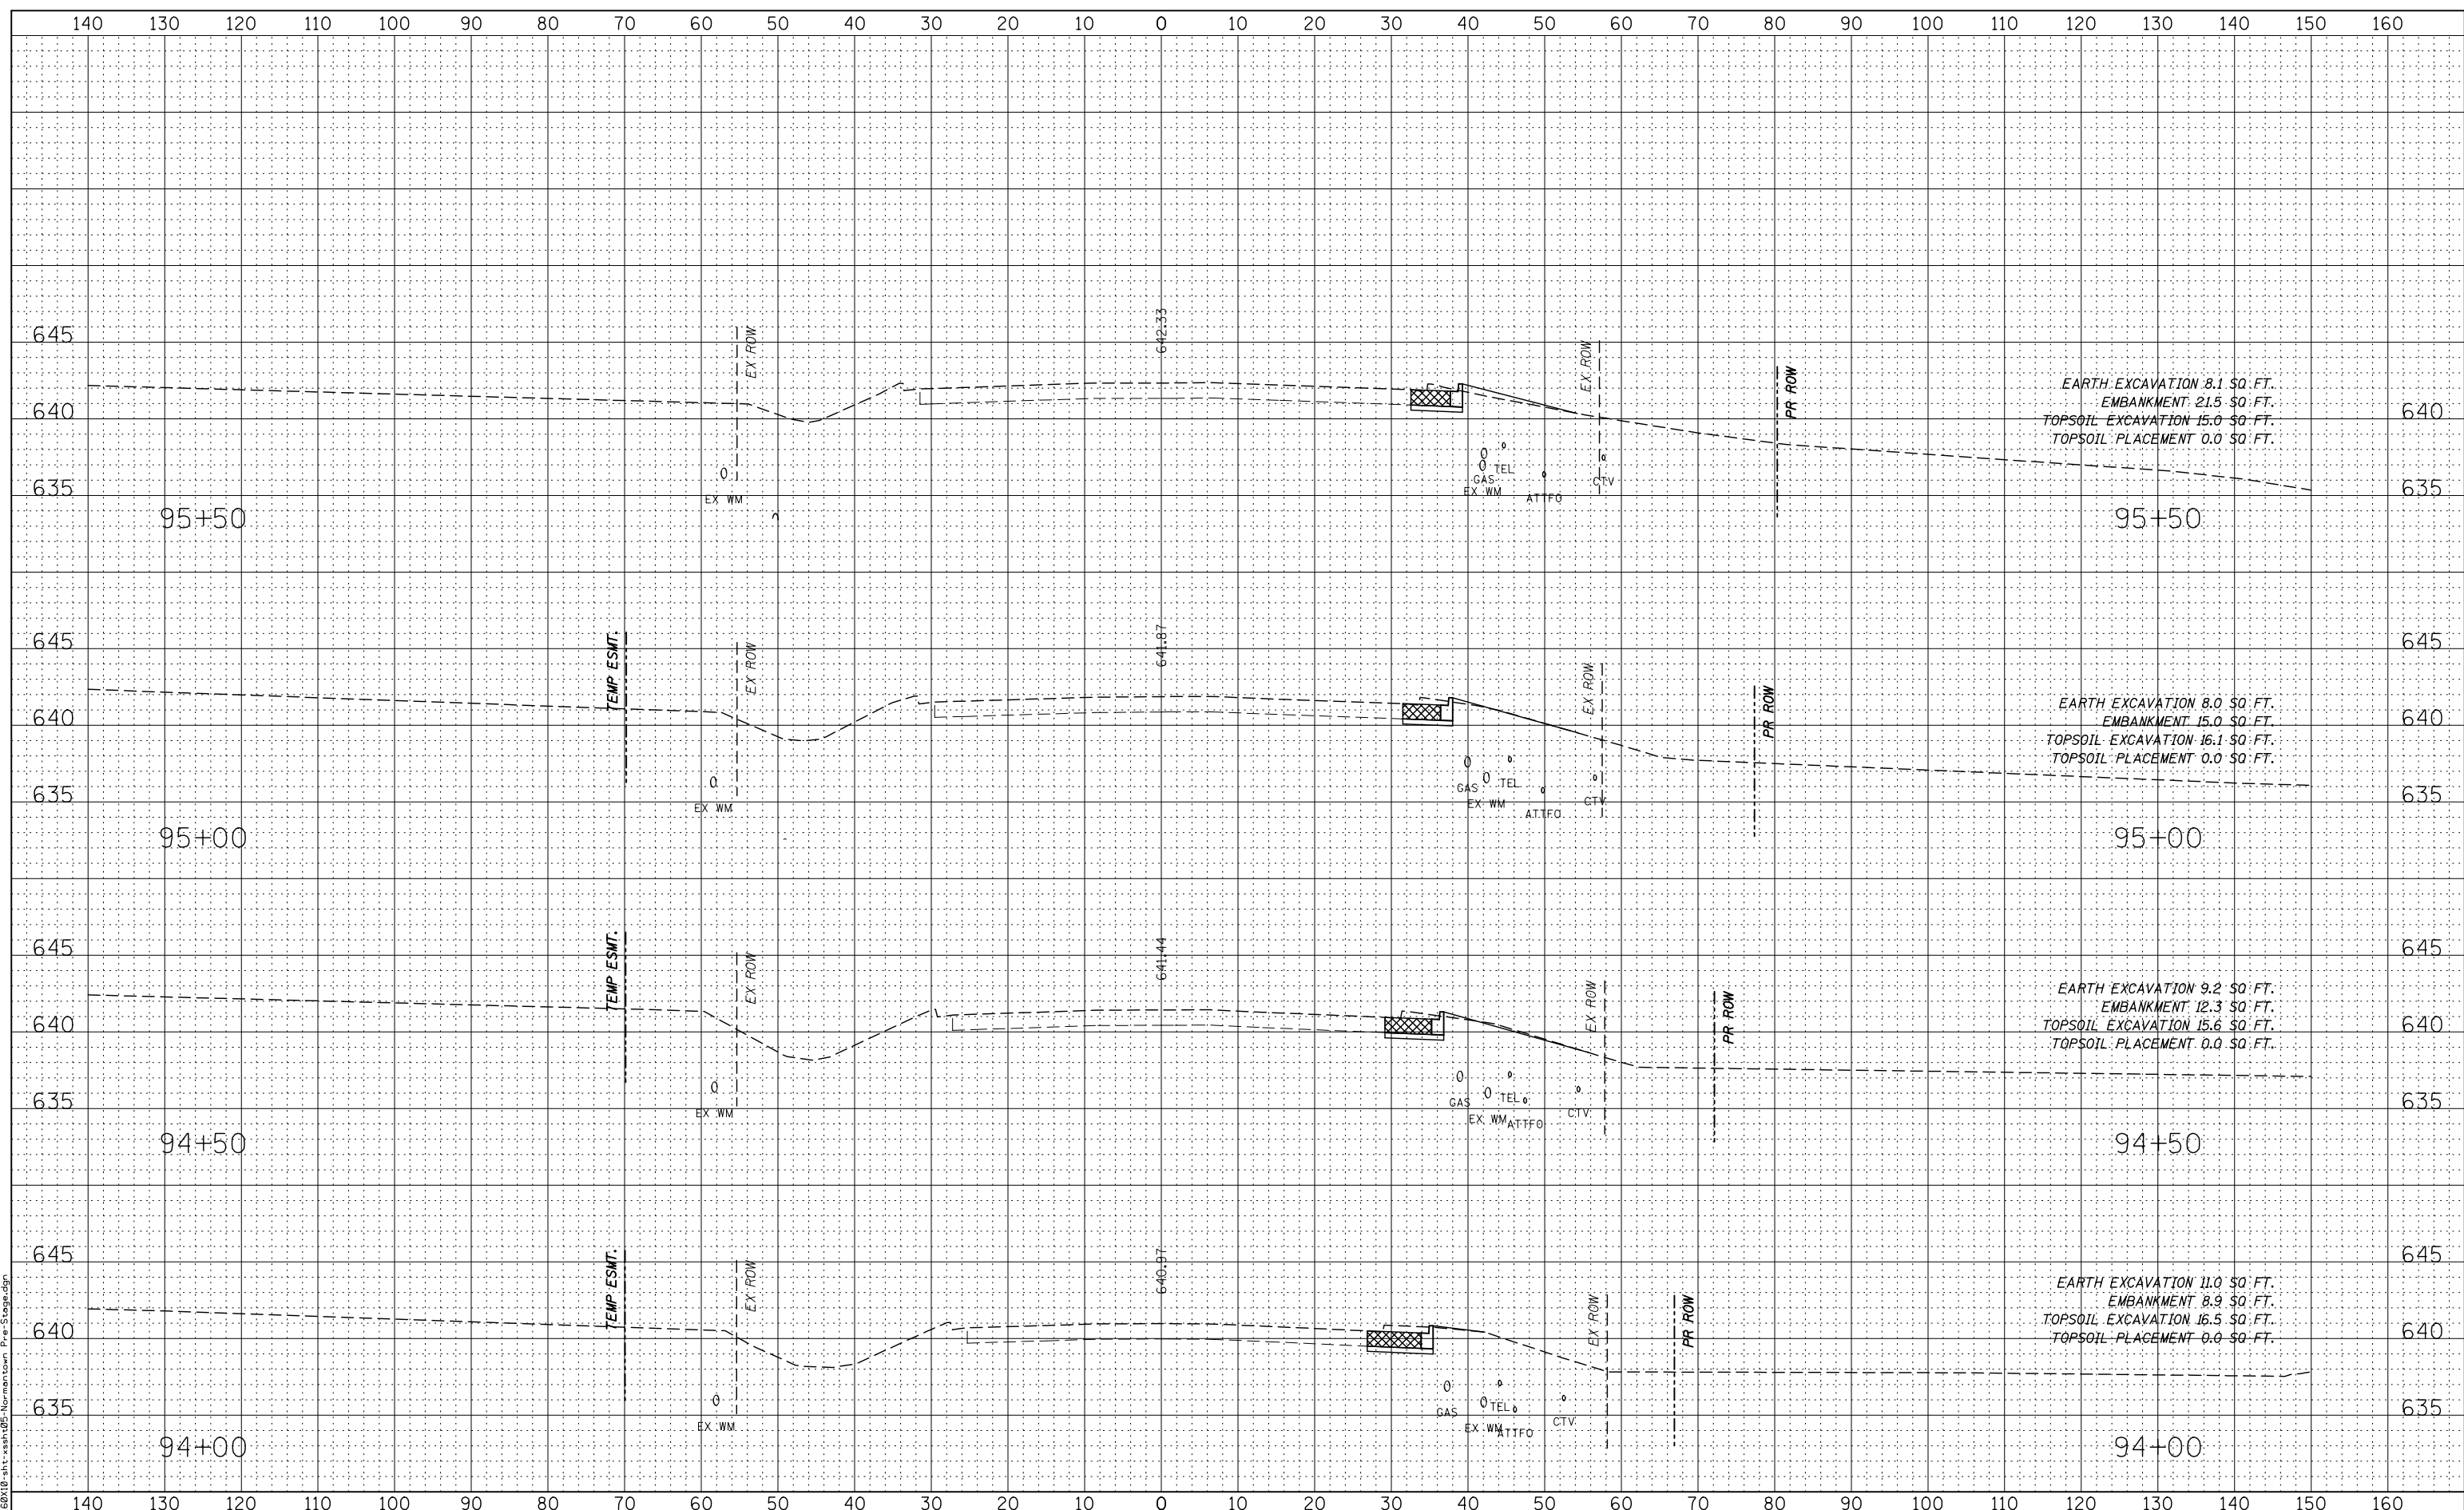 140 130 120 110 100 90 80 70 60 50 40 30 20 10 0 10 20 30 40 50 60 70 80 90 100 110 120 130 140 150 160
645
642.33
EX ROW
EX ROW
PR ROW
EARTH EXCAVATION 8.1 SQ FT.
EMBANKMENT 21.5 SQ FT.
TOPSOIL EXCAVATION 15.0 SQ FT.
TOPSOIL PLACEMENT 0.0 SQ FT.
640 640
TEL
GAS
EX WM
CTV
EX WM
ATTFO
635 635
95+50 95+50
645 645
TEMP ESMT.
EX ROW
641.87
EX ROW
PR ROW
EARTH EXCAVATION 8.0 SQ FT.
EMBANKMENT 15.0 SQ FT.
TOPSOIL EXCAVATION 16.1 SQ FT.
TOPSOIL PLACEMENT 0.0 SQ FT.
640 640
GAS
TEL
EX WM
EX WM
CTV
ATTFO
635 635
95+00 95+00
645 645
TEMP ESMT.
EX ROW
641.44
EX ROW
PR ROW
EARTH EXCAVATION 9.2 SQ FT.
EMBANKMENT 12.3 SQ FT.
TOPSOIL EXCAVATION 15.6 SQ FT.
TOPSOIL PLACEMENT 0.0 SQ FT.
640 640
GAS
TEL
EX WM
EX WM
ATTFO
CTV
635 635
94+50 94+50
645 645
TEMP ESMT.
EX ROW
640.97
EX ROW
PR ROW
EARTH EXCAVATION 11.0 SQ FT.
EMBANKMENT 8.9 SQ FT.
TOPSOIL EXCAVATION 16.5 SQ FT.
TOPSOIL PLACEMENT 0.0 SQ FT.
640 640
GAS
TEL
EX WM
EX WM
ATTFO
CTV
635 635
94+00 94+00
60X10-sht-xssht05-Normantown Pre-Stage.dgn
140 130 120 110 100 90 80 70 60 50 40 30 20 10 0 10 20 30 40 50 60 70 80 90 100 110 120 130 140 150 160